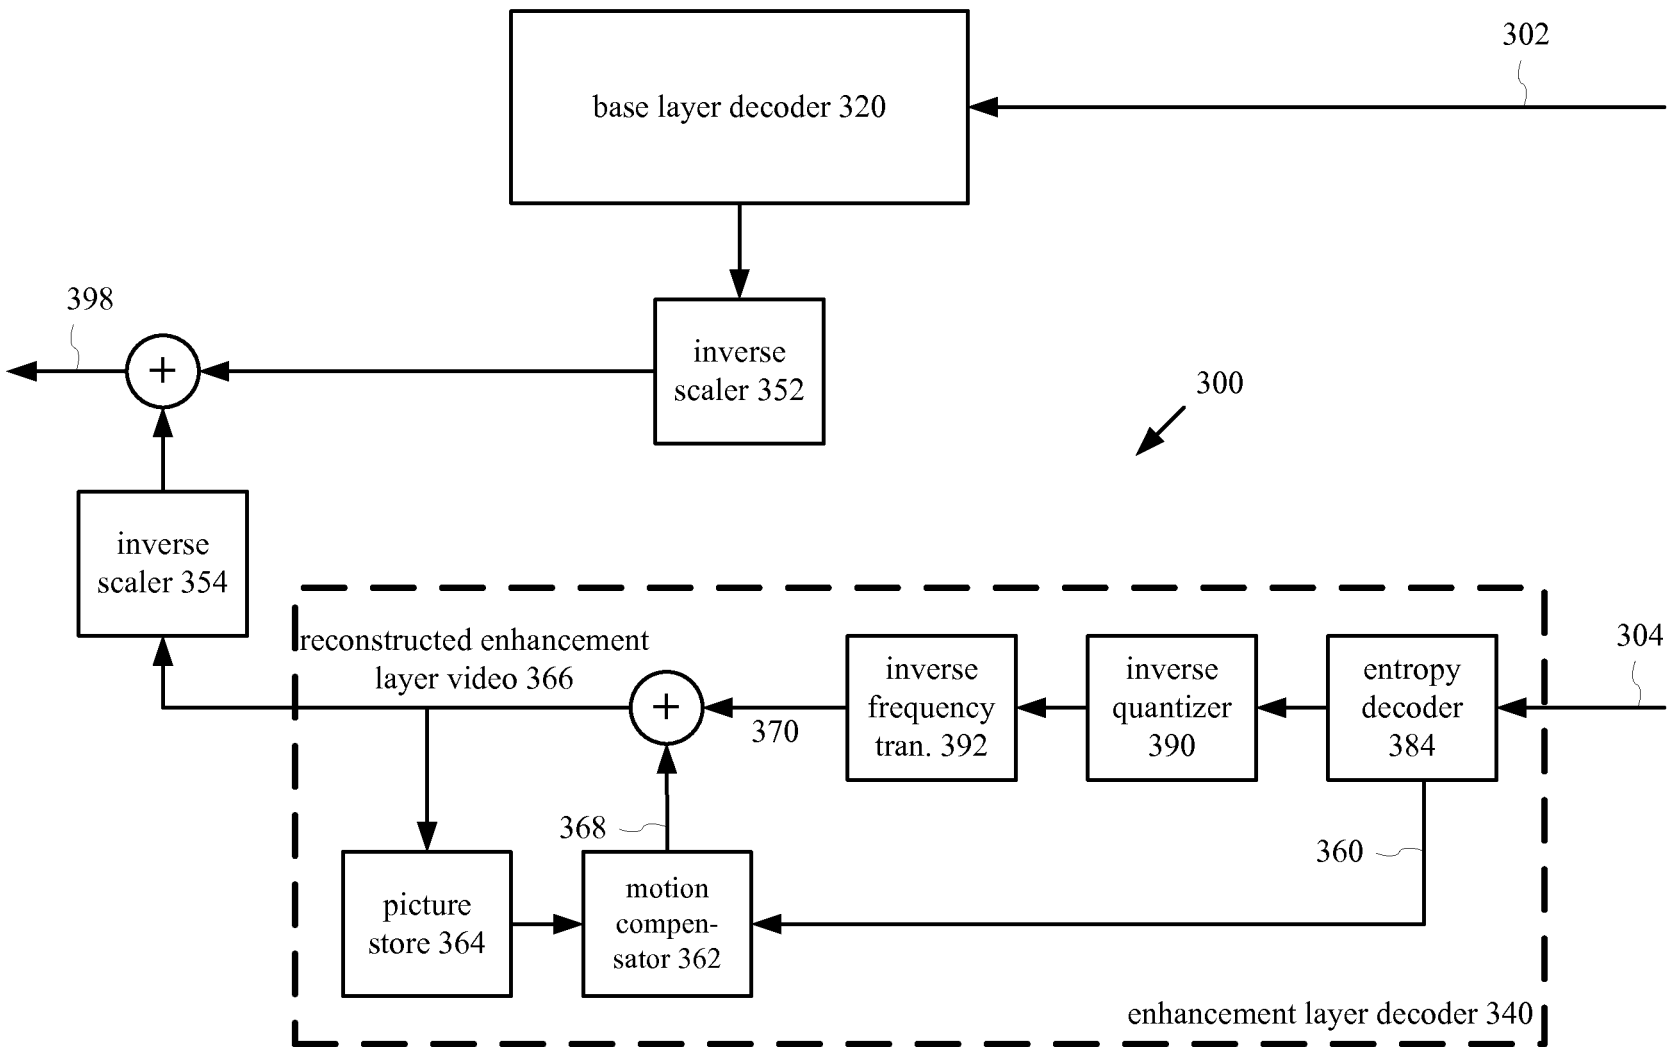 302
base layer decoder 320
398
inverse
scaler 352
300
inverse
scaler 354
304
reconstructed enhancement
layer video 366
inverse
frequency
tran. 392
inverse
quantizer
390
entropy
decoder
384
370
368
360
picture
store 364
motion
compen-
sator 362
enhancement layer decoder 340
+
+